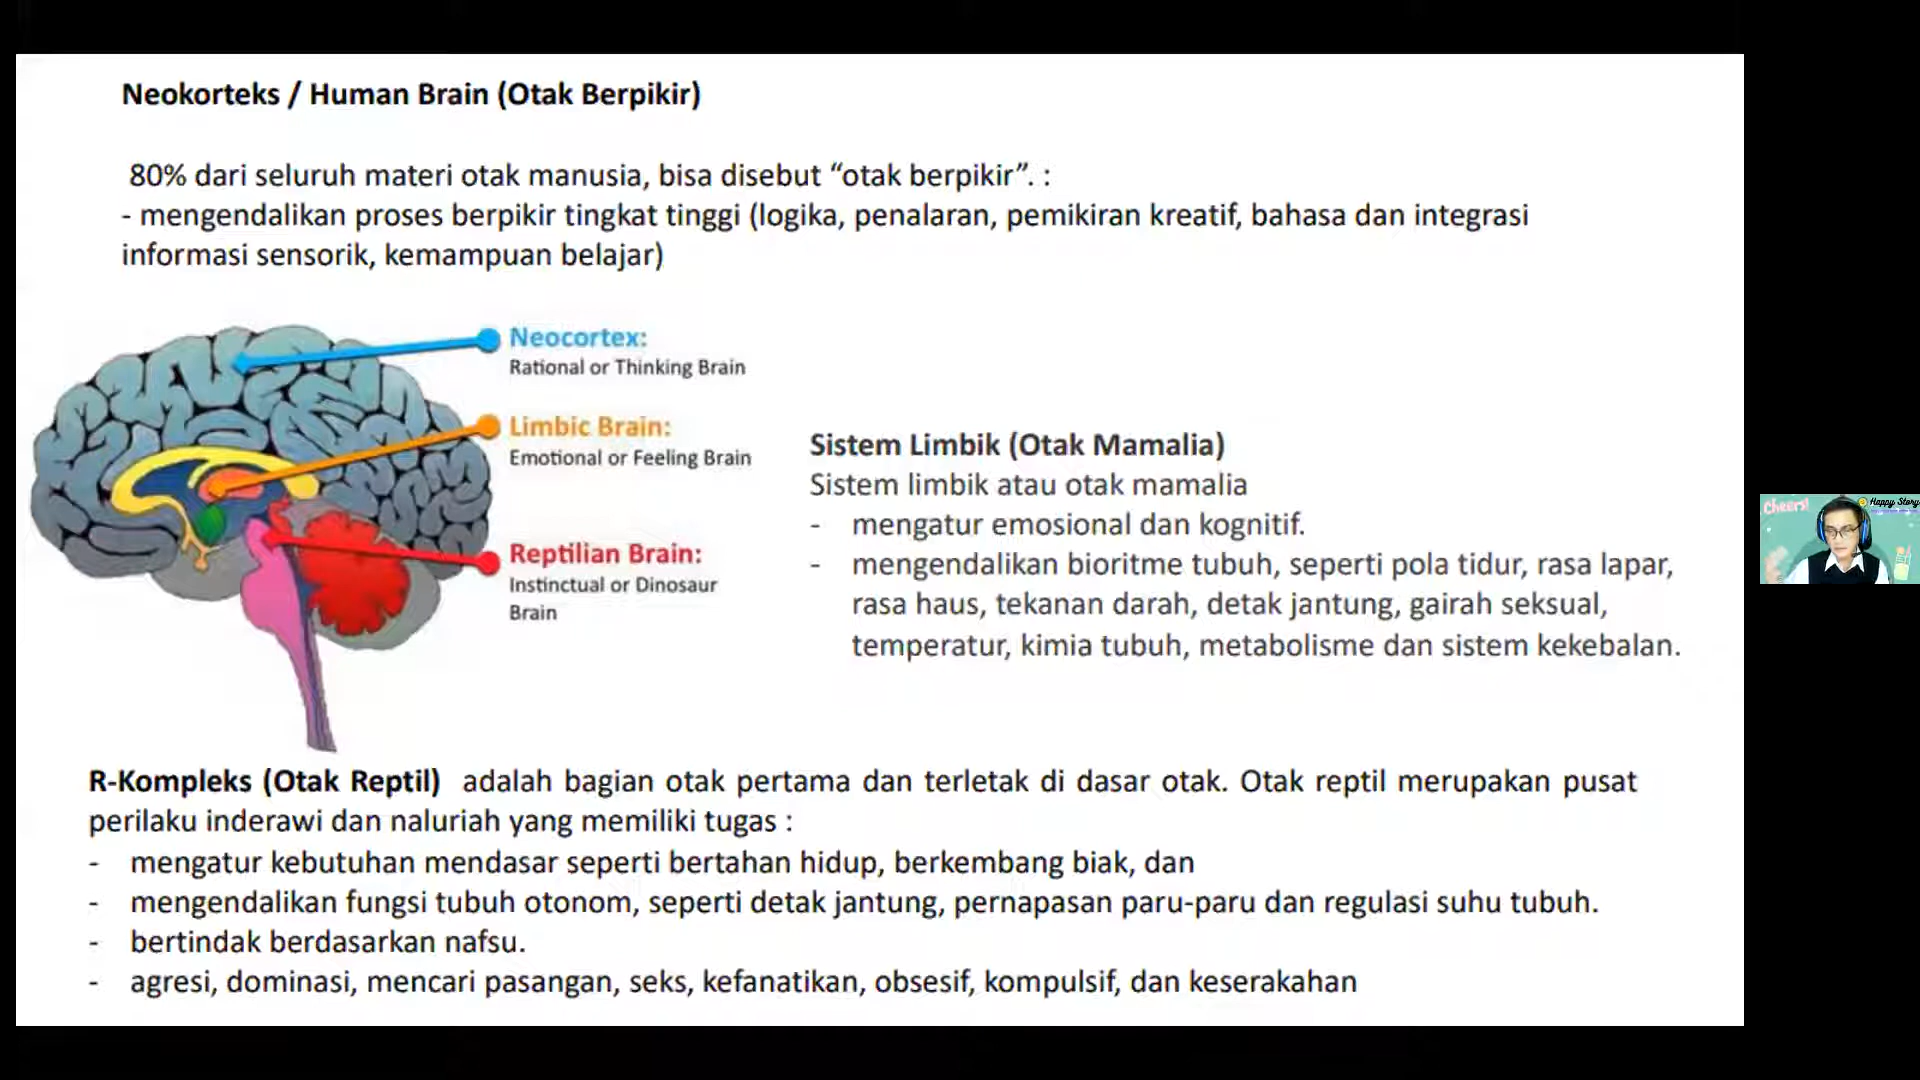 Neokorteks / Human Brain (Otak Berpikir)
80% dari seluruh materi otak manusia, bisa disebut “otak berpikir”. :
- mengendalikan proses berpikir tingkat tinggi (logika, penalaran, pemikiran kreatif, bahasa dan integrasi
informasi sensorik, kemampuan belajar)
Neocortex:
Rational or Thinking Brain
Limbic Brain:
Emotional or Feeling Brain
Reptilian Brain:
Instinctual or Dinosaur
Brain
Sistem Limbik (Otak Mamalia)
Sistem limbik atau otak mamalia
- mengatur emosional dan kognitif.
- mengendalikan bioritme tubuh, seperti pola tidur, rasa lapar,
rasa haus, tekanan darah, detak jantung, gairah seksual,
temperatur, kimia tubuh, metabolisme dan sistem kekebalan.
Cheers!
Happy Story
R-Kompleks (Otak Reptil) adalah bagian otak pertama dan terletak di dasar otak. Otak reptil merupakan pusat
perilaku inderawi dan naluriah yang memiliki tugas :
- mengatur kebutuhan mendasar seperti bertahan hidup, berkembang biak, dan
- mengendalikan fungsi tubuh otonom, seperti detak jantung, pernapasan paru-paru dan regulasi suhu tubuh.
- bertindak berdasarkan nafsu.
- agresi, dominasi, mencari pasangan, seks, kefanatikan, obsesif, kompulsif, dan keserakahan